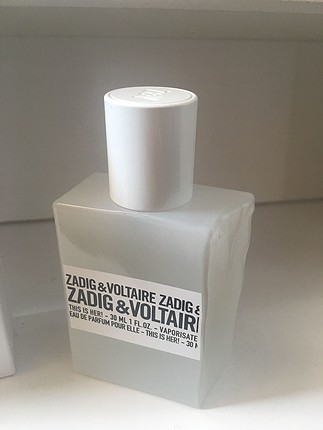 ZADIG & VOLTAIRE ZADIG &
ZADIG & VOLTAIR
THIS IS HER! - 30 ML 1 FL.OZ. - VAPORISATE
EAU DE PARFUM POUR ELLE - THIS IS HER! - 30